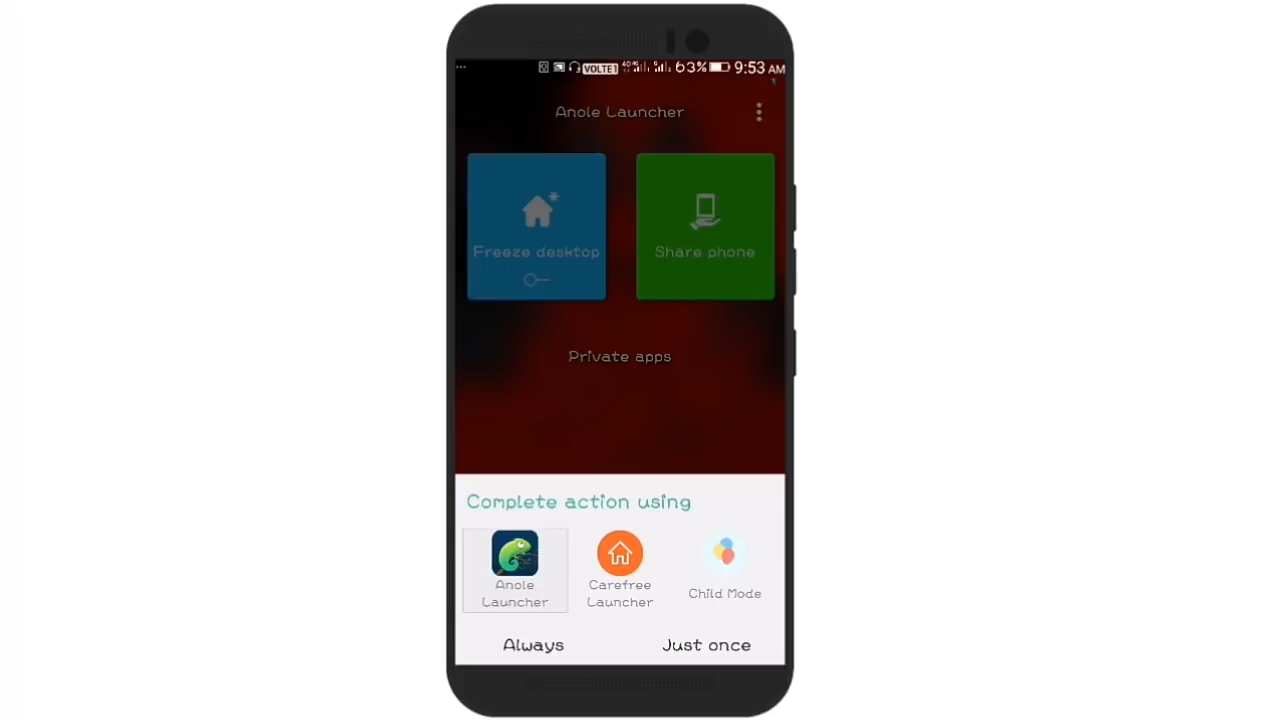 VOLTE1 63% 9:53 AM
Anole Launcher
Freeze desktop
Share phone
Private apps
Complete action using
Anole Launcher
Carefree Launcher
Child Mode
Always
Just once